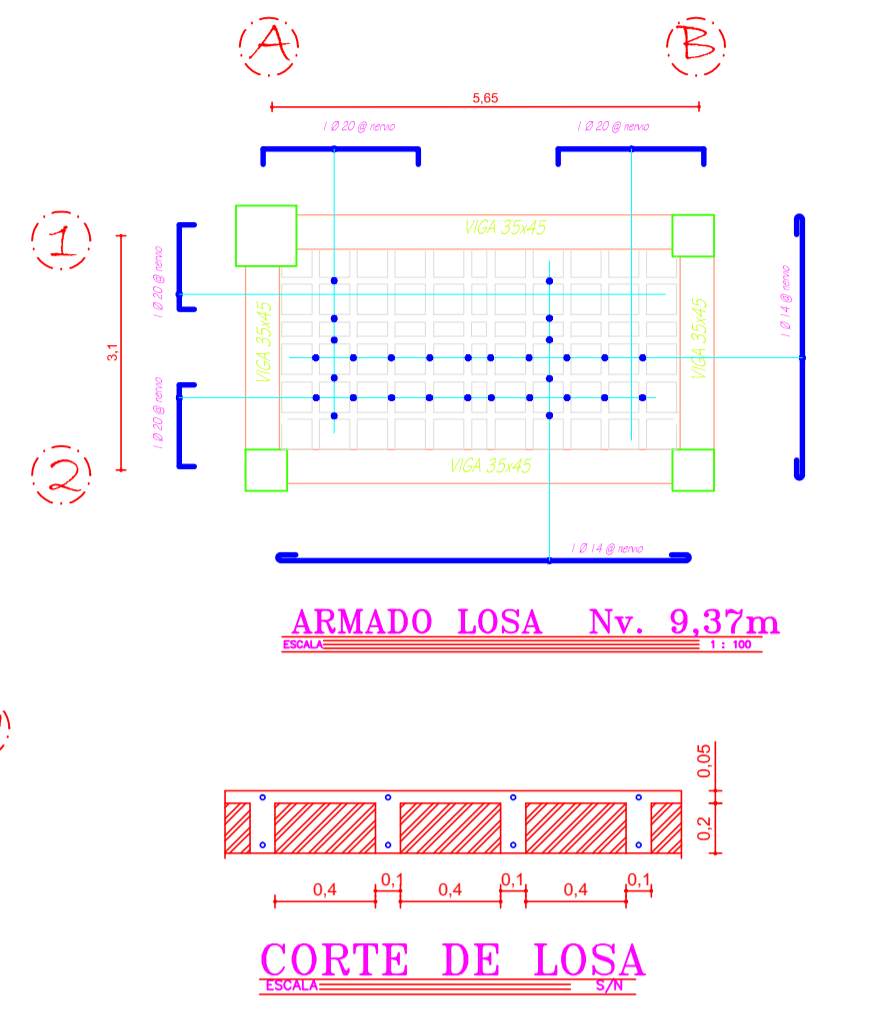 A
B
5,65
1 Ø 20 @ nervio
1 Ø 20 @ nervio
1
VIGA 35x45
1 Ø 20 @ nervio
1 Ø 14 @ nervio
VIGA 35x45
VIGA 35x45
3,1
1 Ø 20 @ nervio
2
VIGA 35x45
1 Ø 14 @ nervio
ARMADO LOSA Nv. 9,37m
ESCALA 1 : 100
0,05
0,2
0,4
0,1
0,4
0,1
0,4
0,1
CORTE DE LOSA
ESCALA S/N